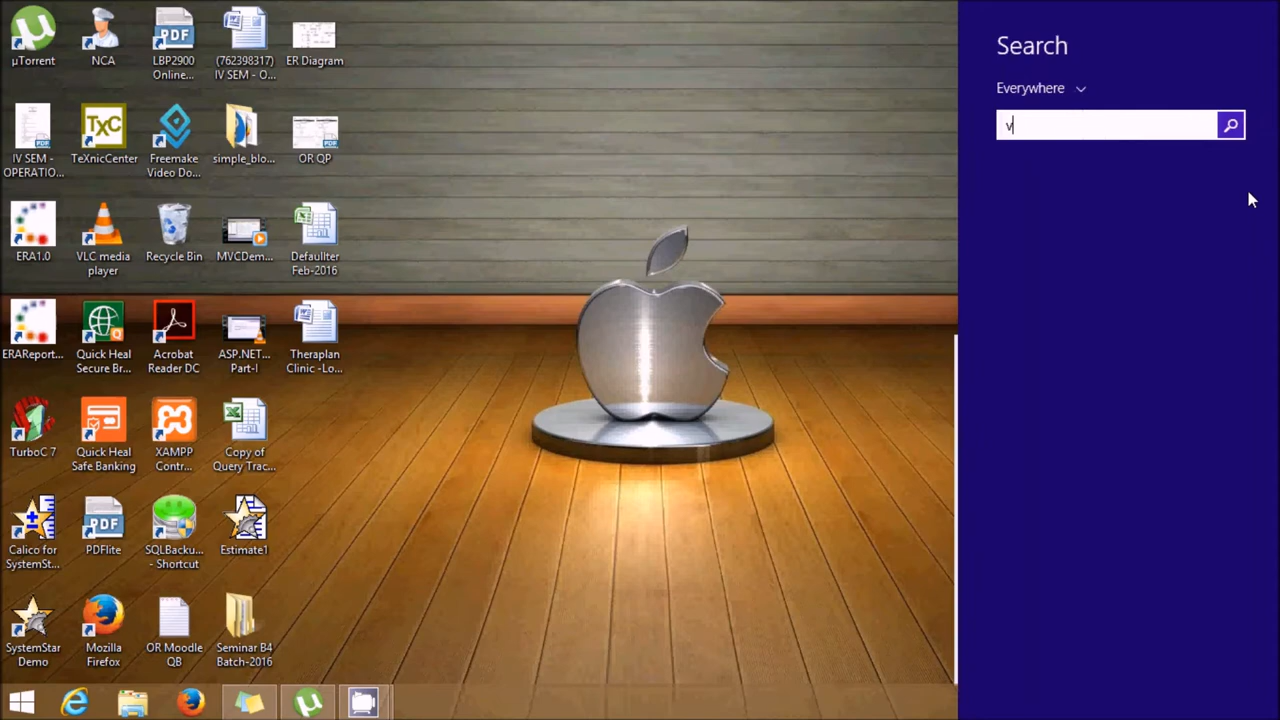 µTorrent
NCA
PDF
LBP2900
Online...
(762398317)
IV SEM - O...
ER Diagram
IV SEM -
OPERATIO...
TXC
TeXnicCenter
Freemake
Video Do...
simple_blo...
OR QP
ERA1.0
VLC media
player
Recycle Bin
MVCDem...
Defaullter
Feb-2016
ERAReport...
Quick Heal
Secure Br...
Acrobat
Reader DC
ASP.NET...
Part-I
Theraplan
Clinic -Lo...
TurboC 7
Quick Heal
Safe Banking
XAMPP
Contr...
Copy of
Query Trac...
Calico for
SystemSt...
PDF
PDFlite
SQLBacku...
- Shortcut
Estimate1
SystemStar
Demo
Mozilla
Firefox
OR Moodle
QB
Seminar B4
Batch-2016
Search
Everywhere
v